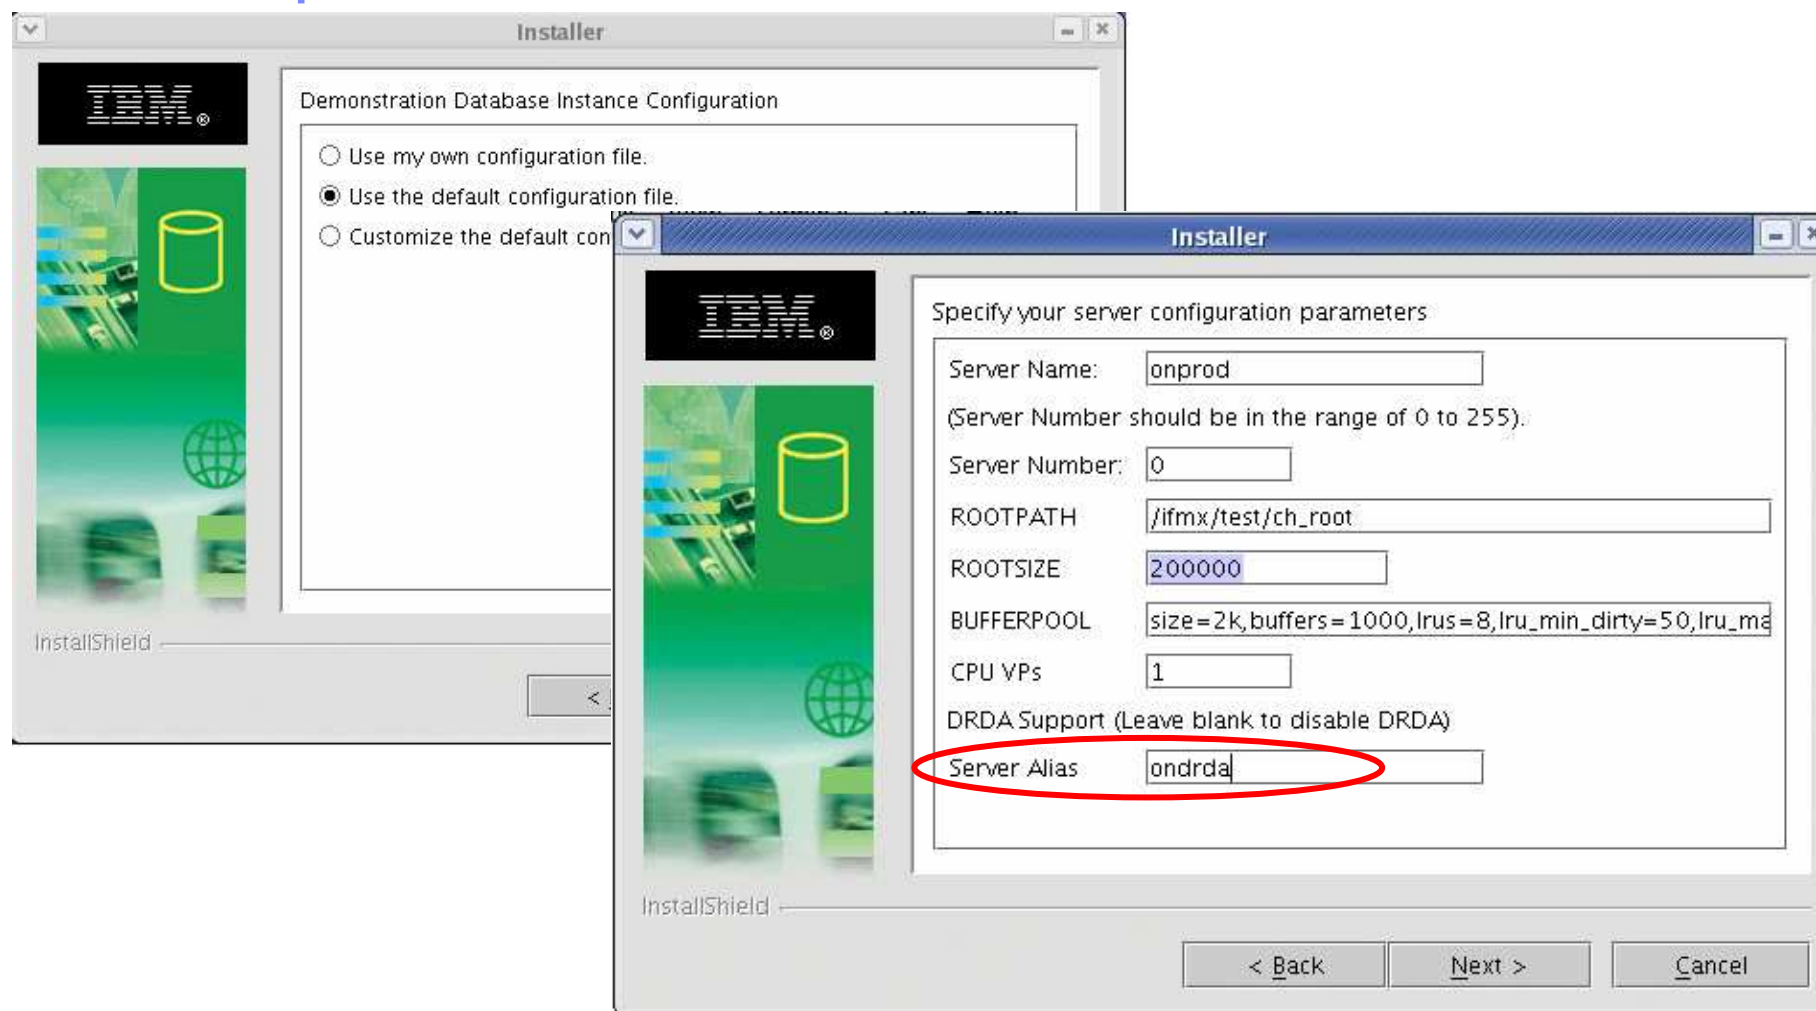 Installer
IBM®
Demonstration Database Instance Configuration
Use my own configuration file.
Use the default configuration file.
Customize the default con
InstallShield
<
Installer
IBM®
Specify your server configuration parameters
Server Name: onprod
(Server Number should be in the range of 0 to 255).
Server Number: 0
ROOTPATH /ifmx/test/ch_root
ROOTSIZE 200000
BUFFERPOOL size=2k,buffers=1000,lrus=8,lru_min_dirty=50,lru_ma
CPU VPs 1
DRDA Support (Leave blank to disable DRDA)
Server Alias ondrda
InstallShield
< Back Next > Cancel